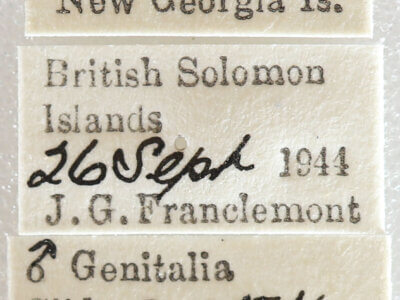 New Georgia Is.
British Solomon
Islands
26 Sept 1944
J.G. Franclemont
♂ Genitalia